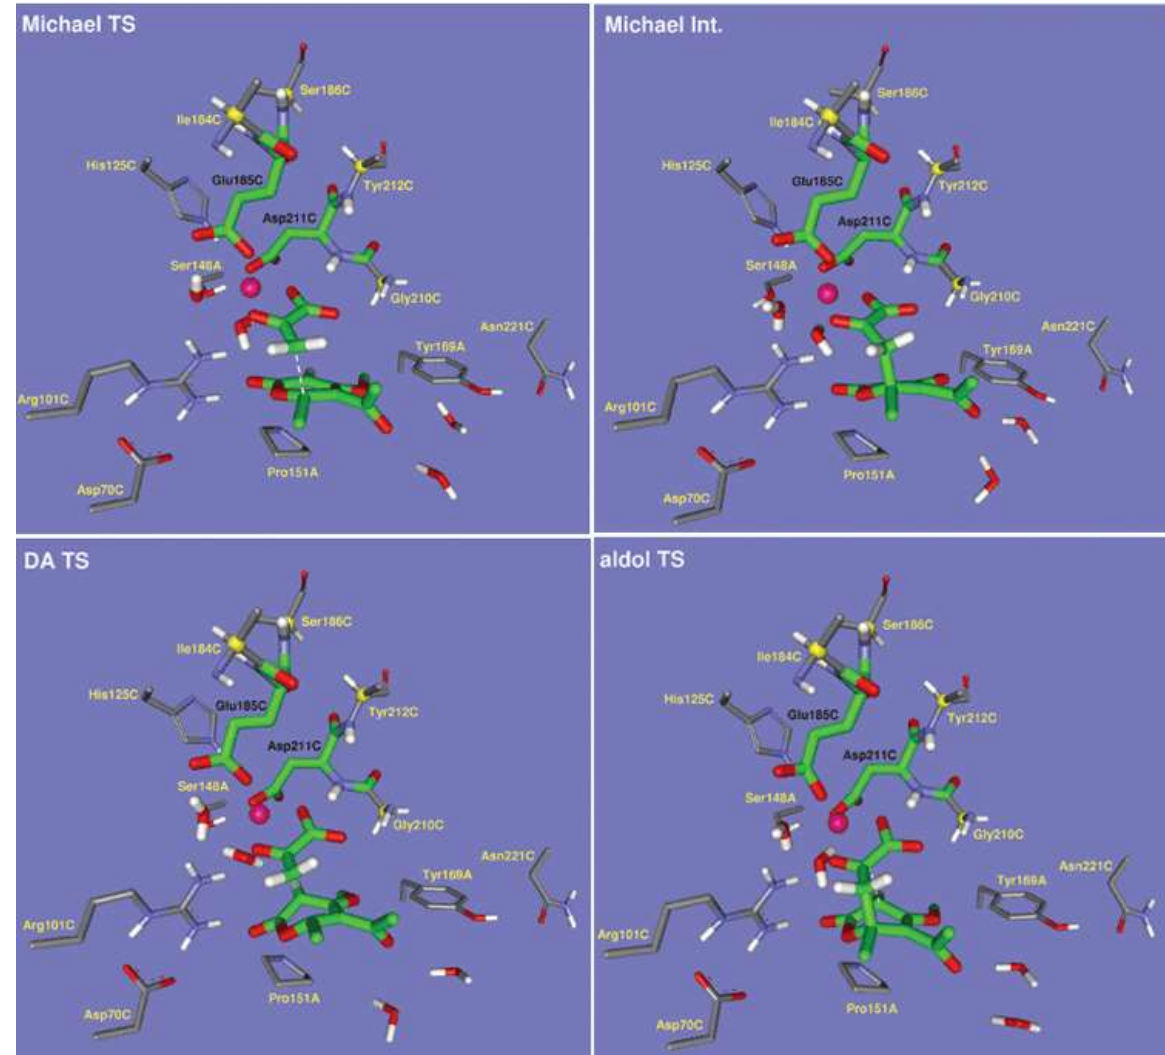 Michael TS
Ser186C
Ile184C
His125C
Glu185C
Tyr212C
Asp211C
Ser148A
Gly210C
Asn221C
Tyr169A
Arg101C
Pro151A
Asp70C
Michael Int.
Ser186C
Ile184C
His125C
Glu185C
Tyr212C
Asp211C
Ser148A
Gly210C
Asn221C
Tyr169A
Arg101C
Pro151A
Asp70C
DA TS
Ser186C
Ile184C
His125C
Glu185C
Tyr212C
Asp211C
Ser148A
Gly210C
Asn221C
Tyr169A
Arg101C
Pro151A
Asp70C
aldol TS
Ser186C
Ile184C
His125C
Glu185C
Tyr212C
Asp211C
Ser148A
Gly210C
Asn221C
Tyr169A
Arg101C
Pro151A
Asp70C